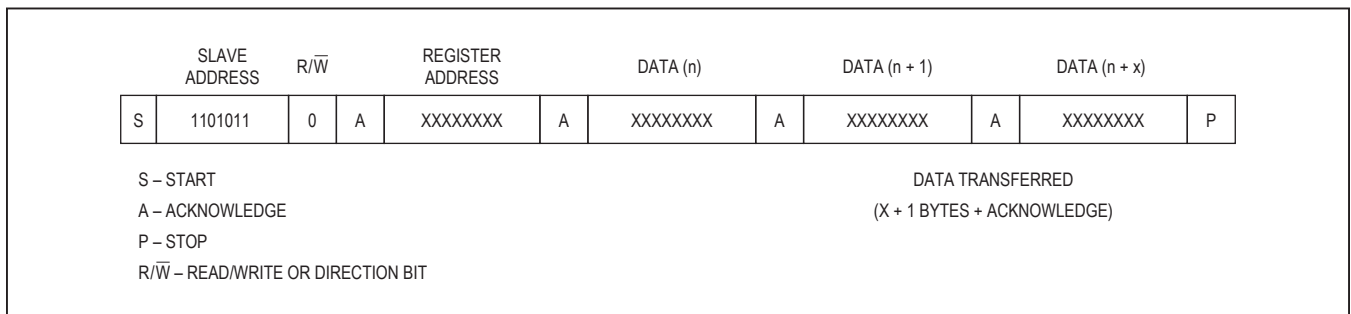 SLAVE
ADDRESS
R/W̅
REGISTER
ADDRESS
DATA (n)
DATA (n + 1)
DATA (n + x)
S 1101011 0 A XXXXXXXX A XXXXXXXX A XXXXXXXX A XXXXXXXX P
S – START
A – ACKNOWLEDGE
P – STOP
R/W̅ – READ/WRITE OR DIRECTION BIT
DATA TRANSFERRED
(X + 1 BYTES + ACKNOWLEDGE)